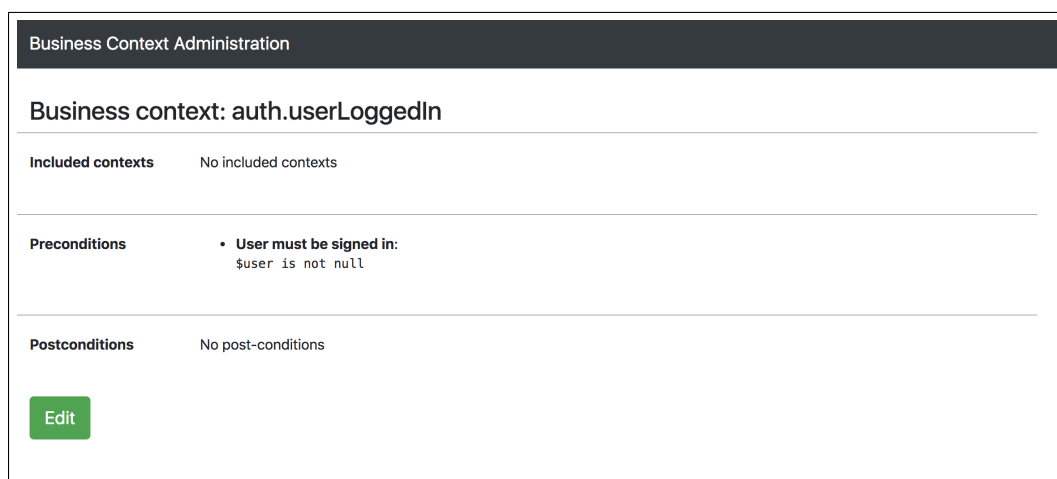 Business Context Administration
Business context: auth.userLoggedIn
Included contexts No included contexts
Preconditions • User must be signed in:
$user is not null
Postconditions No post-conditions
Edit